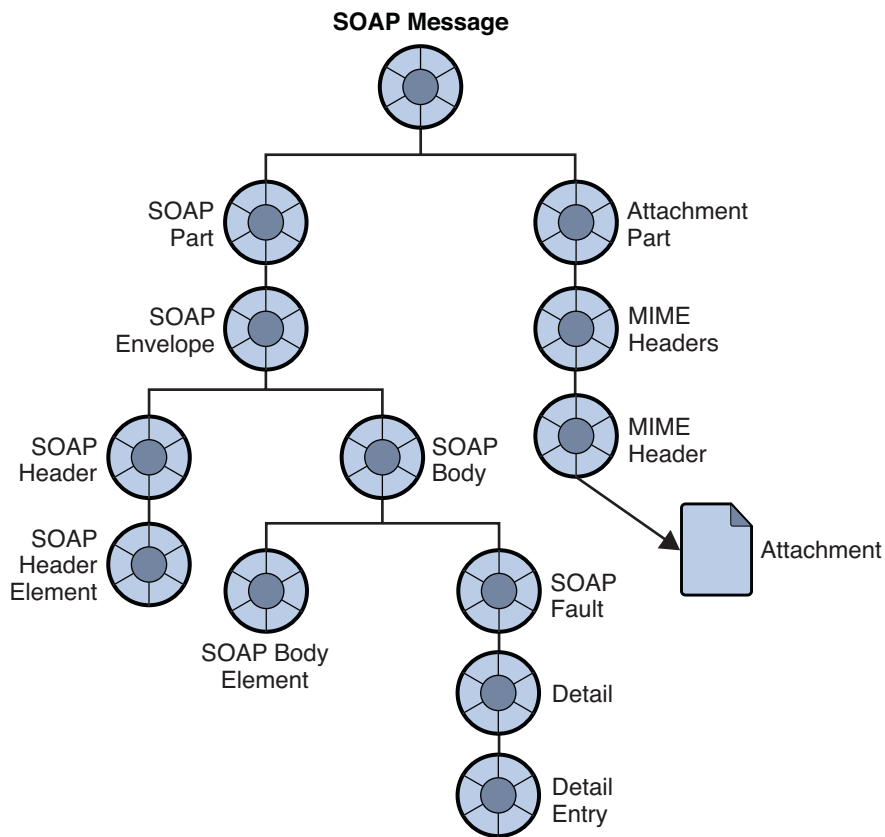 SOAP Message
SOAP
Part
Attachment
Part
SOAP
Envelope
MIME
Headers
SOAP
Header
SOAP
Body
MIME
Header
SOAP
Header
Element
Attachment
SOAP Body
Element
SOAP
Fault
Detail
Detail
Entry